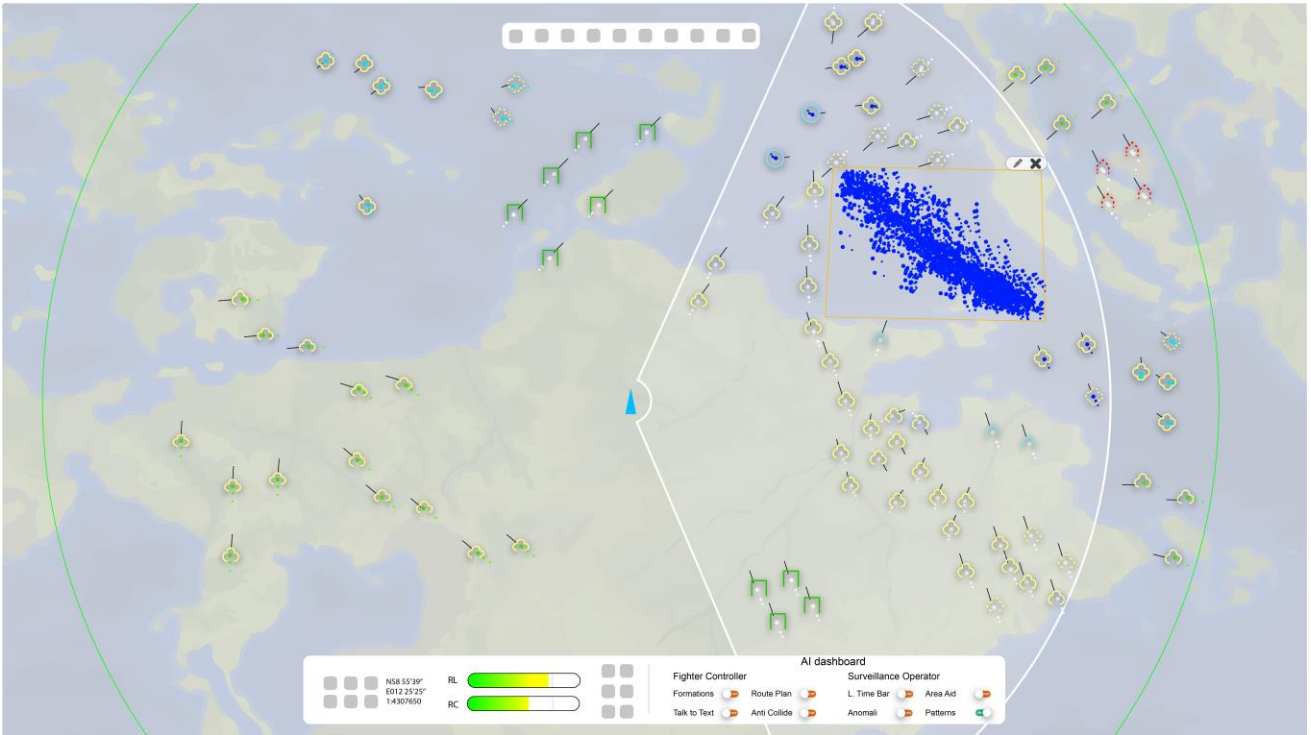 AI dashboard
N58 55'39"
E012 25'25"
1:4307650
RL
RC
Fighter Controller
Formations
Route Plan
Talk to Text
Anti Collide
Surveillance Operator
L. Time Bar
Area Aid
Anomali
Patterns